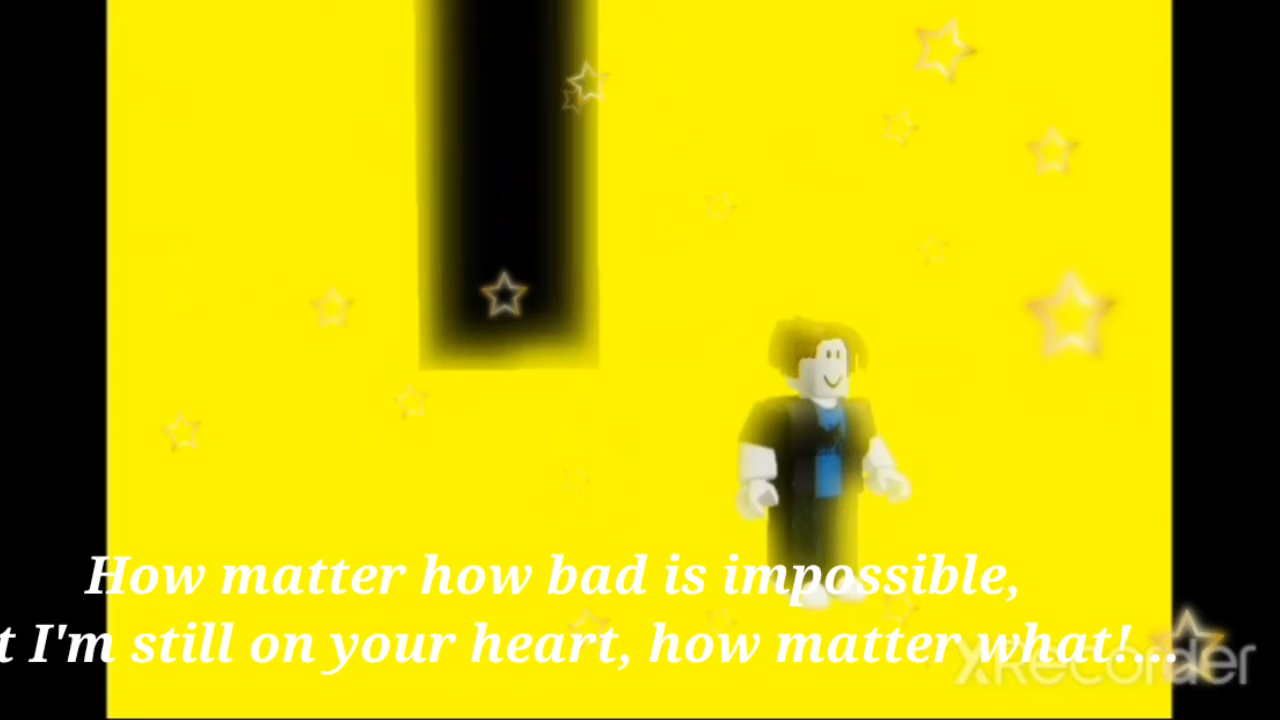 How matter how bad is impossible,
t I'm still on your heart, how matter what!...
XRecorder